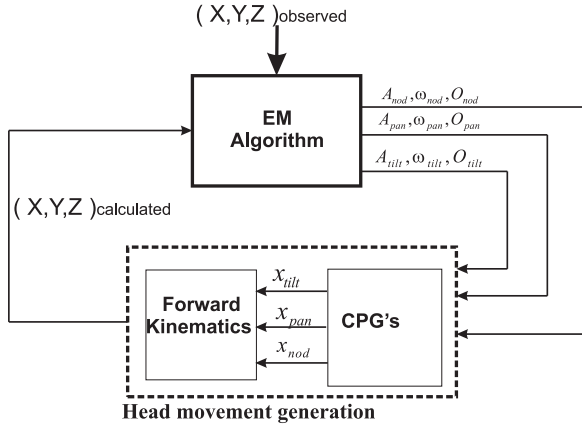 ( X,Y,Z )observed
EM
Algorithm
A_nod, ω_nod, O_nod
A_pan, ω_pan, O_pan
A_tilt, ω_tilt, O_tilt
( X,Y,Z )calculated
Forward
Kinematics
x_tilt
x_pan
x_nod
CPG's
Head movement generation